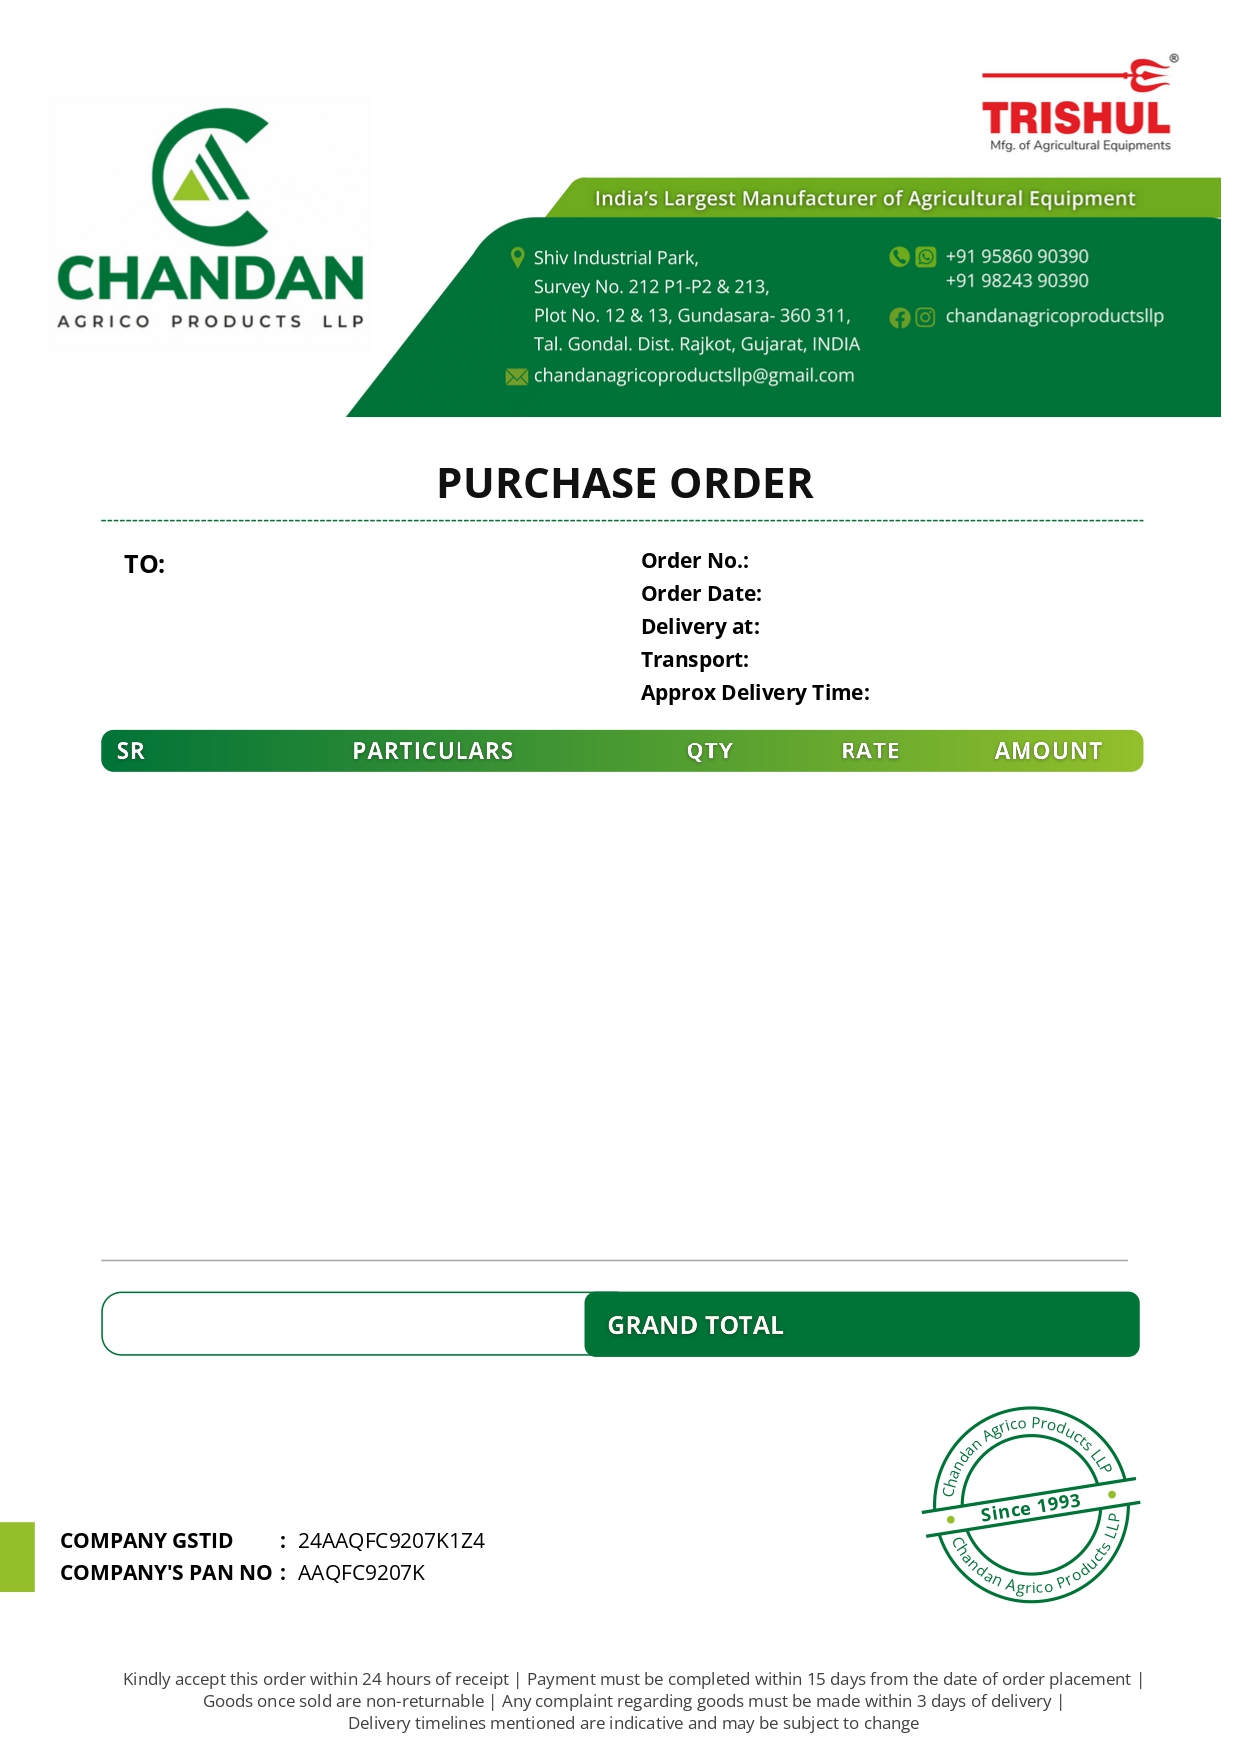 ®
TRISHUL
Mfg. of Agricultural Equipments
CHANDAN
AGRICO PRODUCTS LLP
India’s Largest Manufacturer of Agricultural Equipment
Shiv Industrial Park,
Survey No. 212 P1-P2 & 213,
Plot No. 12 & 13, Gundasara- 360 311,
Tal. Gondal. Dist. Rajkot, Gujarat, INDIA
chandanagricoproductsllp@gmail.com
+91 95860 90390
+91 98243 90390
chandanagricoproductsllp
PURCHASE ORDER
TO:
Order No.:
Order Date:
Delivery at:
Transport:
Approx Delivery Time:
SR PARTICULARS QTY RATE AMOUNT
GRAND TOTAL
Chandan Agrico Products LLP
Since 1993
Chandan Agrico Products LLP
COMPANY GSTID : 24AAQFC9207K1Z4
COMPANY'S PAN NO : AAQFC9207K
Kindly accept this order within 24 hours of receipt | Payment must be completed within 15 days from the date of order placement |
Goods once sold are non-returnable | Any complaint regarding goods must be made within 3 days of delivery |
Delivery timelines mentioned are indicative and may be subject to change